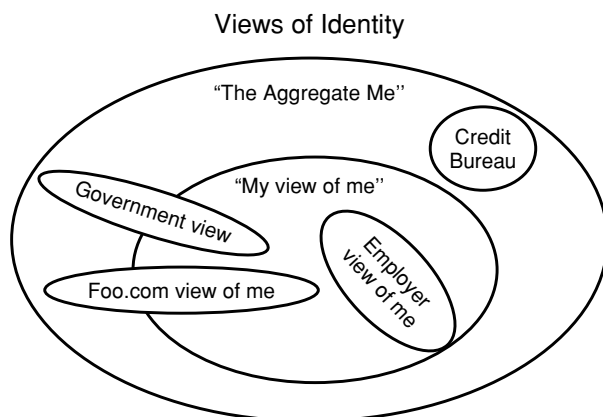 Views of Identity
“The Aggregate Me’’
Credit
Bureau
“My view of me’’
Government view
Employer
view of me
Foo.com view of me